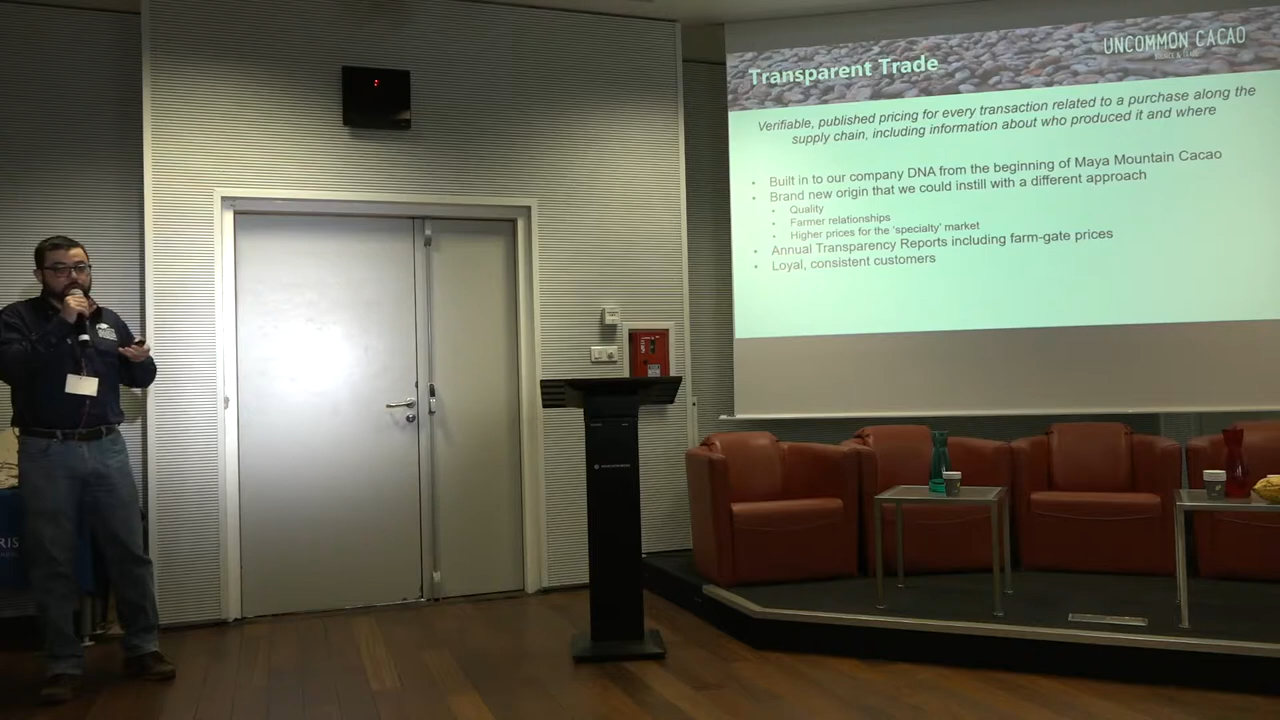 UNCOMMON CACAO
Transparent Trade
Verifiable, published pricing for every transaction related to a purchase along the
supply chain, including information about who produced it and where
• Built in to our company DNA from the beginning of Maya Mountain Cacao
• Brand new origin that we could instill with a different approach
• Quality
• Farmer relationships
• Higher prices for the 'specialty' market
• Annual Transparency Reports including farm-gate prices
• Loyal, consistent customers
RIS